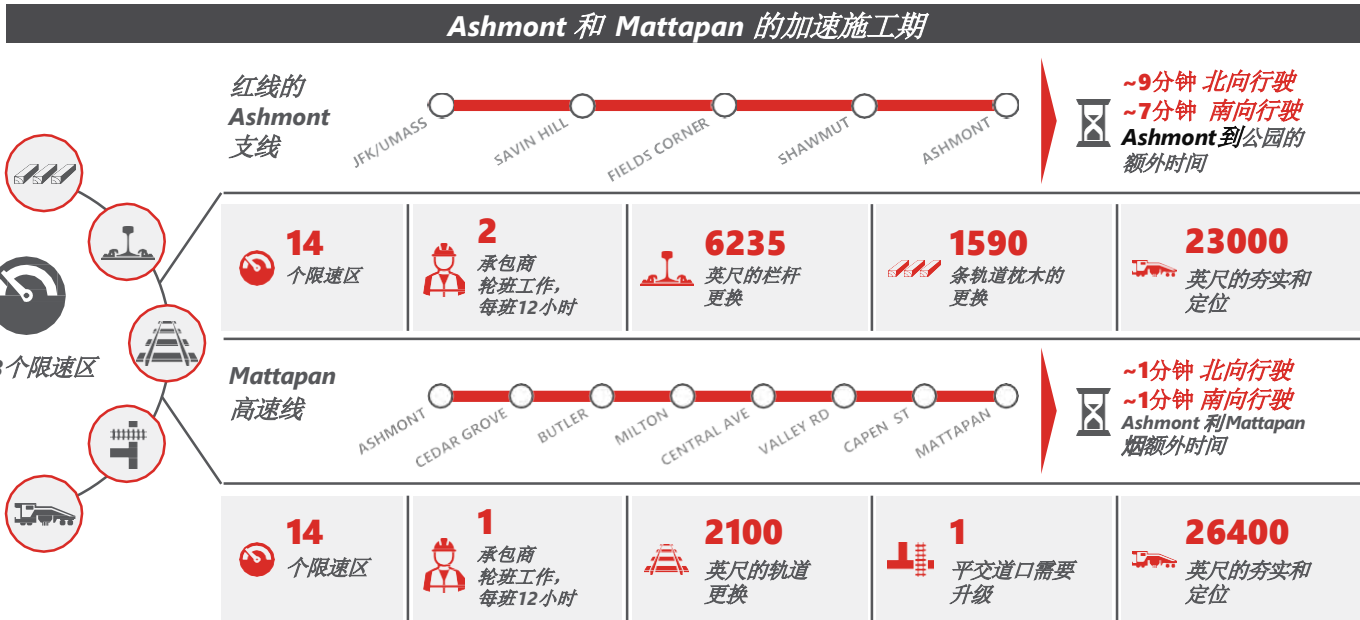 Ashmont 和 Mattapan 的加速施工期
红线的
Ashmont
支线
JFK/UMASS
SAVIN HILL
FIELDS CORNER
SHAWMUT
ASHMONT
~9分钟 北向行驶
~7分钟 南向行驶
Ashmont到公园的
额外时间
14
个限速区
2
承包商
轮班工作,
每班12小时
6235
英尺的栏杆
更换
1590
条轨道枕木的
更换
23000
英尺的夯实和
定位
个限速区
Mattapan
高速线
ASHMONT
CEDAR GROVE
BUTLER
MILTON
CENTRAL AVE
VALLEY RD
CAPEN ST
MATTAPAN
~1分钟 北向行驶
~1分钟 南向行驶
Ashmont 利Mattapan
烟额外时间
14
个限速区
1
承包商
轮班工作,
每班12小时
2100
英尺的轨道
更换
1
平交道口需要
升级
26400
英尺的夯实和
定位